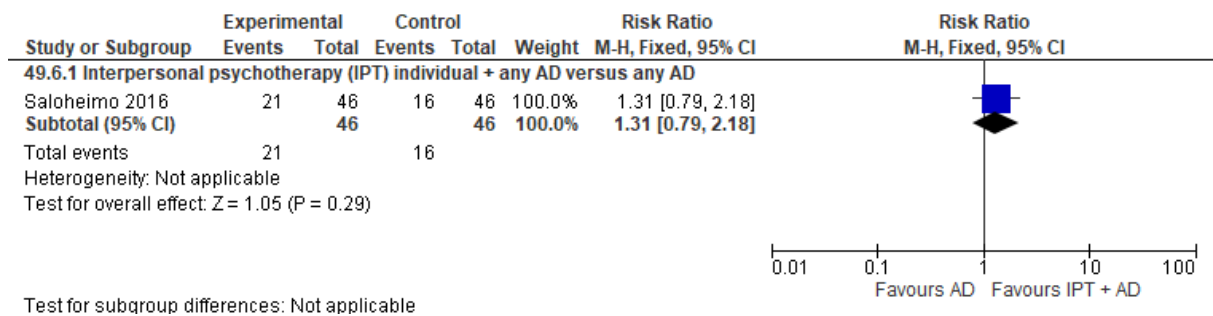 Experimental Control Risk Ratio Risk Ratio
Study or Subgroup Events Total Events Total Weight M-H, Fixed, 95% CI M-H, Fixed, 95% CI
49.6.1 Interpersonal psychotherapy (IPT) individual + any AD versus any AD
Saloheimo 2016 21 46 16 46 100.0% 1.31 [0.79, 2.18]
Subtotal (95% CI) 46 46 100.0% 1.31 [0.79, 2.18]
Total events 21 16
Heterogeneity: Not applicable
Test for overall effect: Z = 1.05 (P = 0.29)
0.01 0.1 1 10 100
Favours AD Favours IPT + AD
Test for subgroup differences: Not applicable